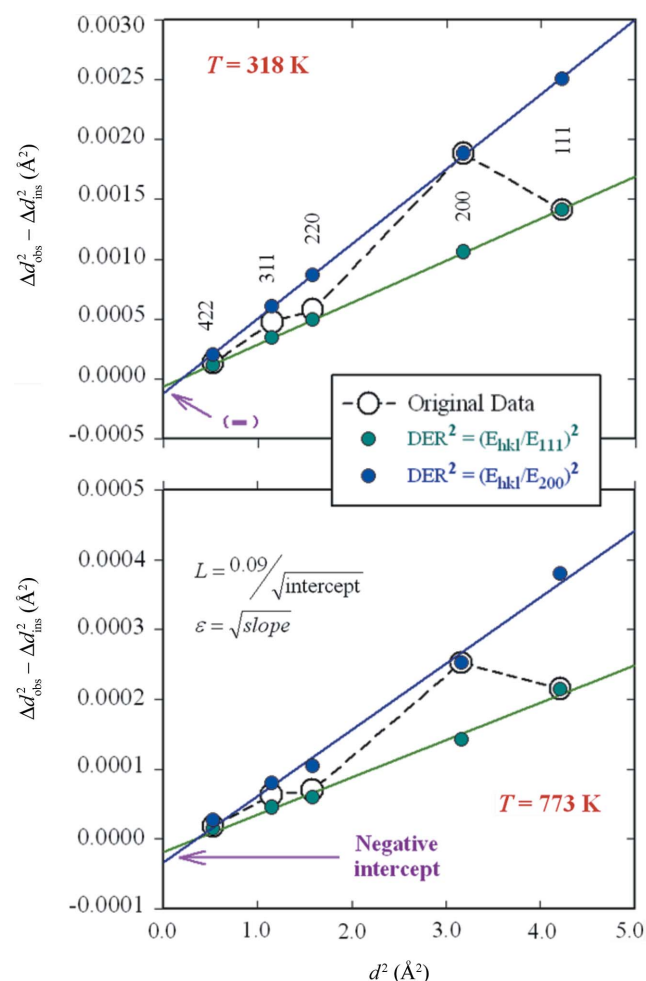 0.0030
T = 318 K
0.0025
0.0020
0.0015
0.0010
0.0005
0.0000
-0.0005
Δd²obs − Δd²ins (Å²)
422
311
220
200
111
(−)
Original Data
DER² = (Ehkl/E111)²
DER² = (Ehkl/E200)²
0.0005
0.0004
0.0003
0.0002
0.0001
0.0000
-0.0001
Δd²obs − Δd²ins (Å²)
L = 0.09/√intercept
ε = √slope
T = 773 K
Negative
intercept
0.0 1.0 2.0 3.0 4.0 5.0
d² (Å²)